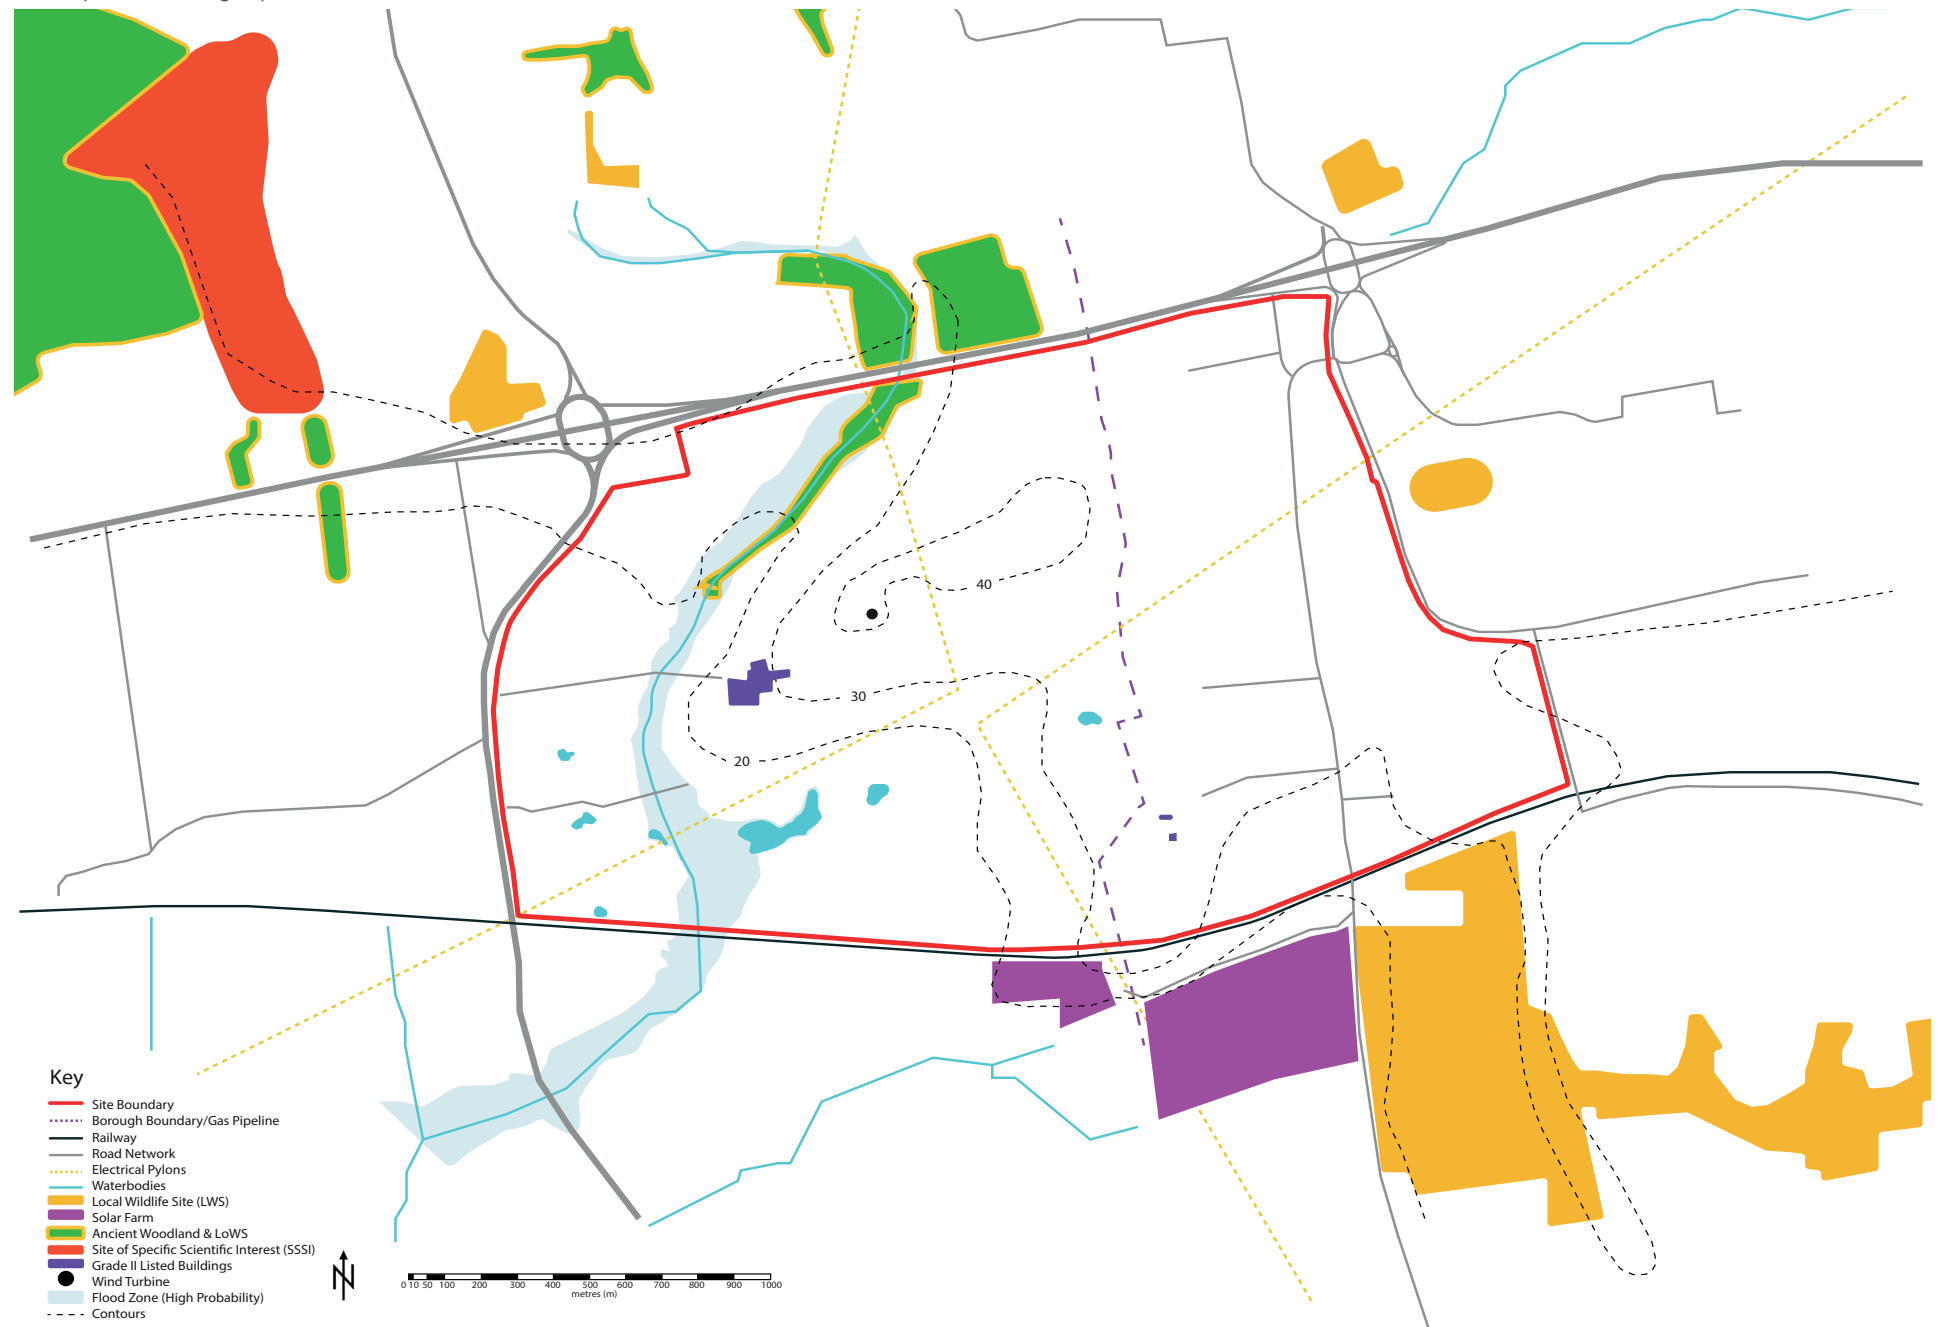 40
30
20
Key
Site Boundary
Borough Boundary/Gas Pipeline
Railway
Road Network
Electrical Pylons
Waterbodies
Local Wildlife Site (LWS)
Solar Farm
Ancient Woodland & LoWS
Site of Specific Scientific Interest (SSSI)
Grade II Listed Buildings
Wind Turbine
Flood Zone (High Probability)
Contours
N
0 10 50 100 200 300 400 500 600 700 800 900 1000
metres (m)